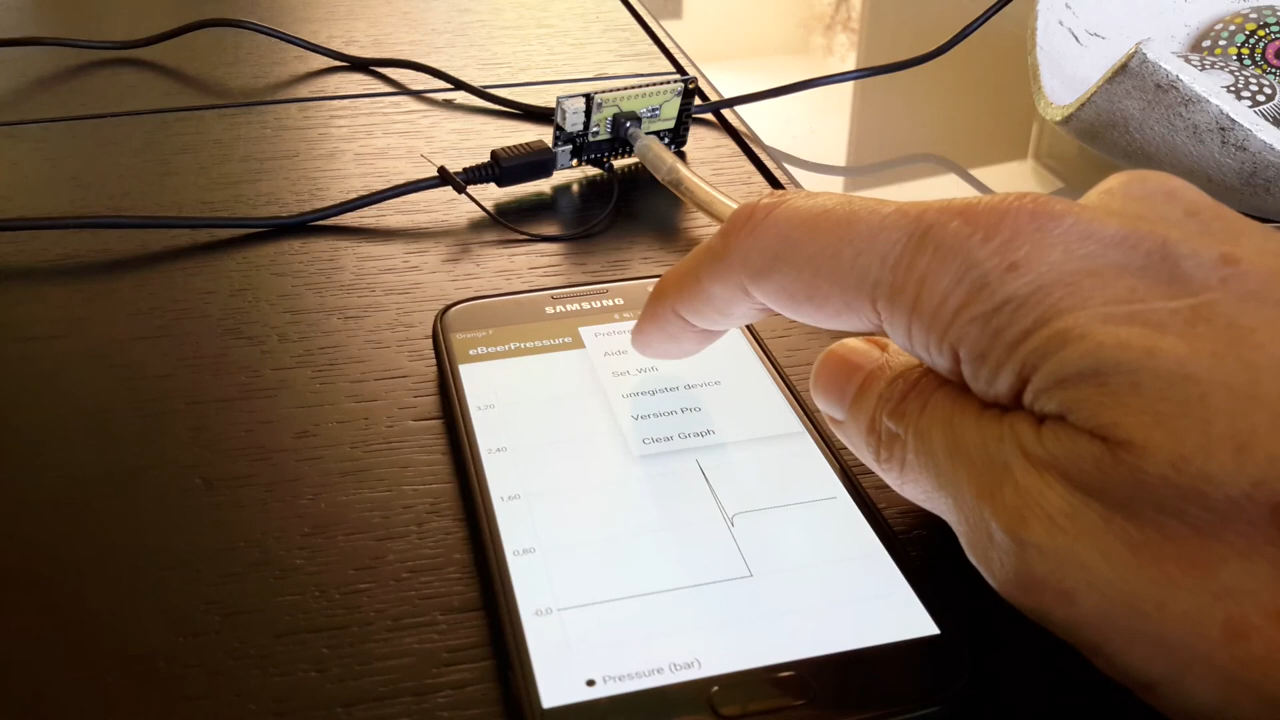 SAMSUNG
Orange F
eBeerPressure
Aide
Set_Wifi
unregister device
Version Pro
Clear Graph
3,20
2,40
1,60
0,80
-0,0
Pressure (bar)